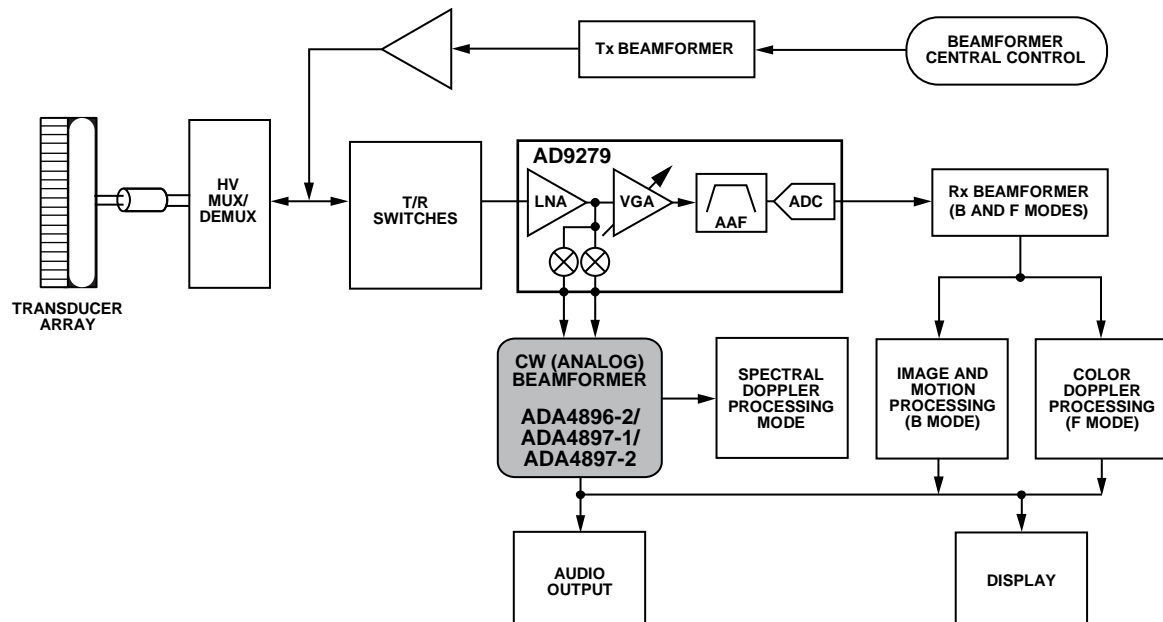 Tx BEAMFORMER
BEAMFORMER
CENTRAL CONTROL
HV
MUX/
DEMUX
T/R
SWITCHES
AD9279
LNA
VGA
AAF
ADC
Rx BEAMFORMER
(B AND F MODES)
TRANSDUCER
ARRAY
CW (ANALOG)
BEAMFORMER
ADA4896-2/
ADA4897-1/
ADA4897-2
SPECTRAL
DOPPLER
PROCESSING
MODE
IMAGE AND
MOTION
PROCESSING
(B MODE)
COLOR
DOPPLER
PROCESSING
(F MODE)
AUDIO
OUTPUT
DISPLAY